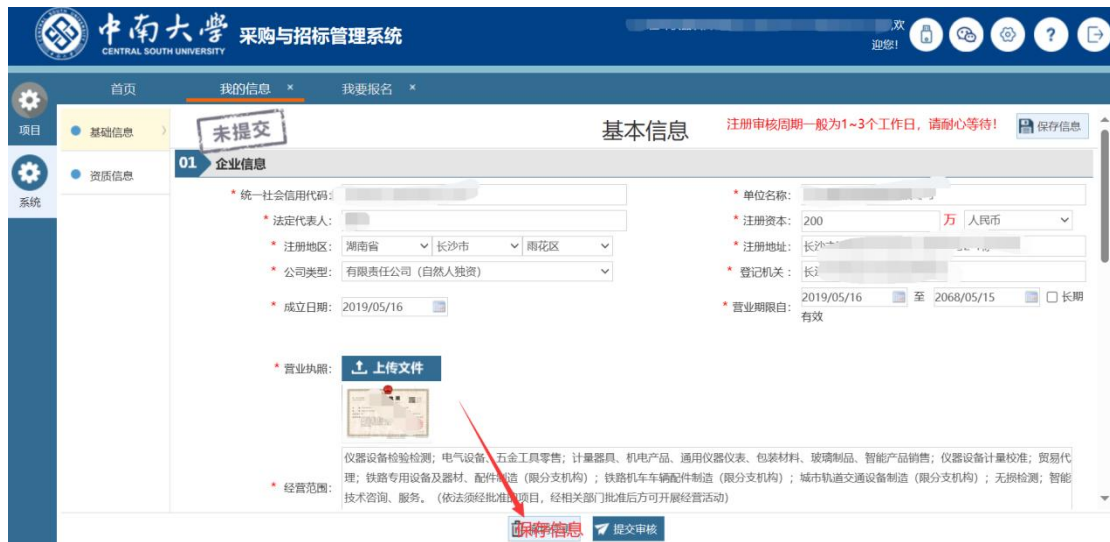 中南大学
CENTRAL SOUTH UNIVERSITY
采购与招标管理系统
欢
迎您!
?
首页
我的信息 ×
我要报名 ×
项目
系统
基础信息
资质信息
未提交
基本信息
注册审核周期一般为1~3个工作日，请耐心等待!
保存信息
01 企业信息
* 统一社会信用代码:
* 单位名称:
* 法定代表人:
* 注册资本: 200 万 人民币
* 注册地区: 湖南省 长沙市 雨花区
* 注册地址: 长沙
* 公司类型: 有限责任公司（自然人独资）
* 登记机关：
* 成立日期: 2019/05/16
* 营业期限自: 2019/05/16 至 2068/05/15 长期
有效
* 营业执照: 上传文件
* 经营范围:
仪器设备检验检测；电气设备、五金工具零售；计量器具、机电产品、通用仪器仪表、包装材料、玻璃制品、智能产品销售；仪器设备计量校准；贸易代
理；铁路专用设备及器材、配件制造（限分支机构）；铁路机车车辆配件制造（限分支机构）；城市轨道交通设备制造（限分支机构）；无损检测；智能
技术咨询、服务。（依法须经批准的项目，经相关部门批准后方可开展经营活动）
保存信息
提交审核